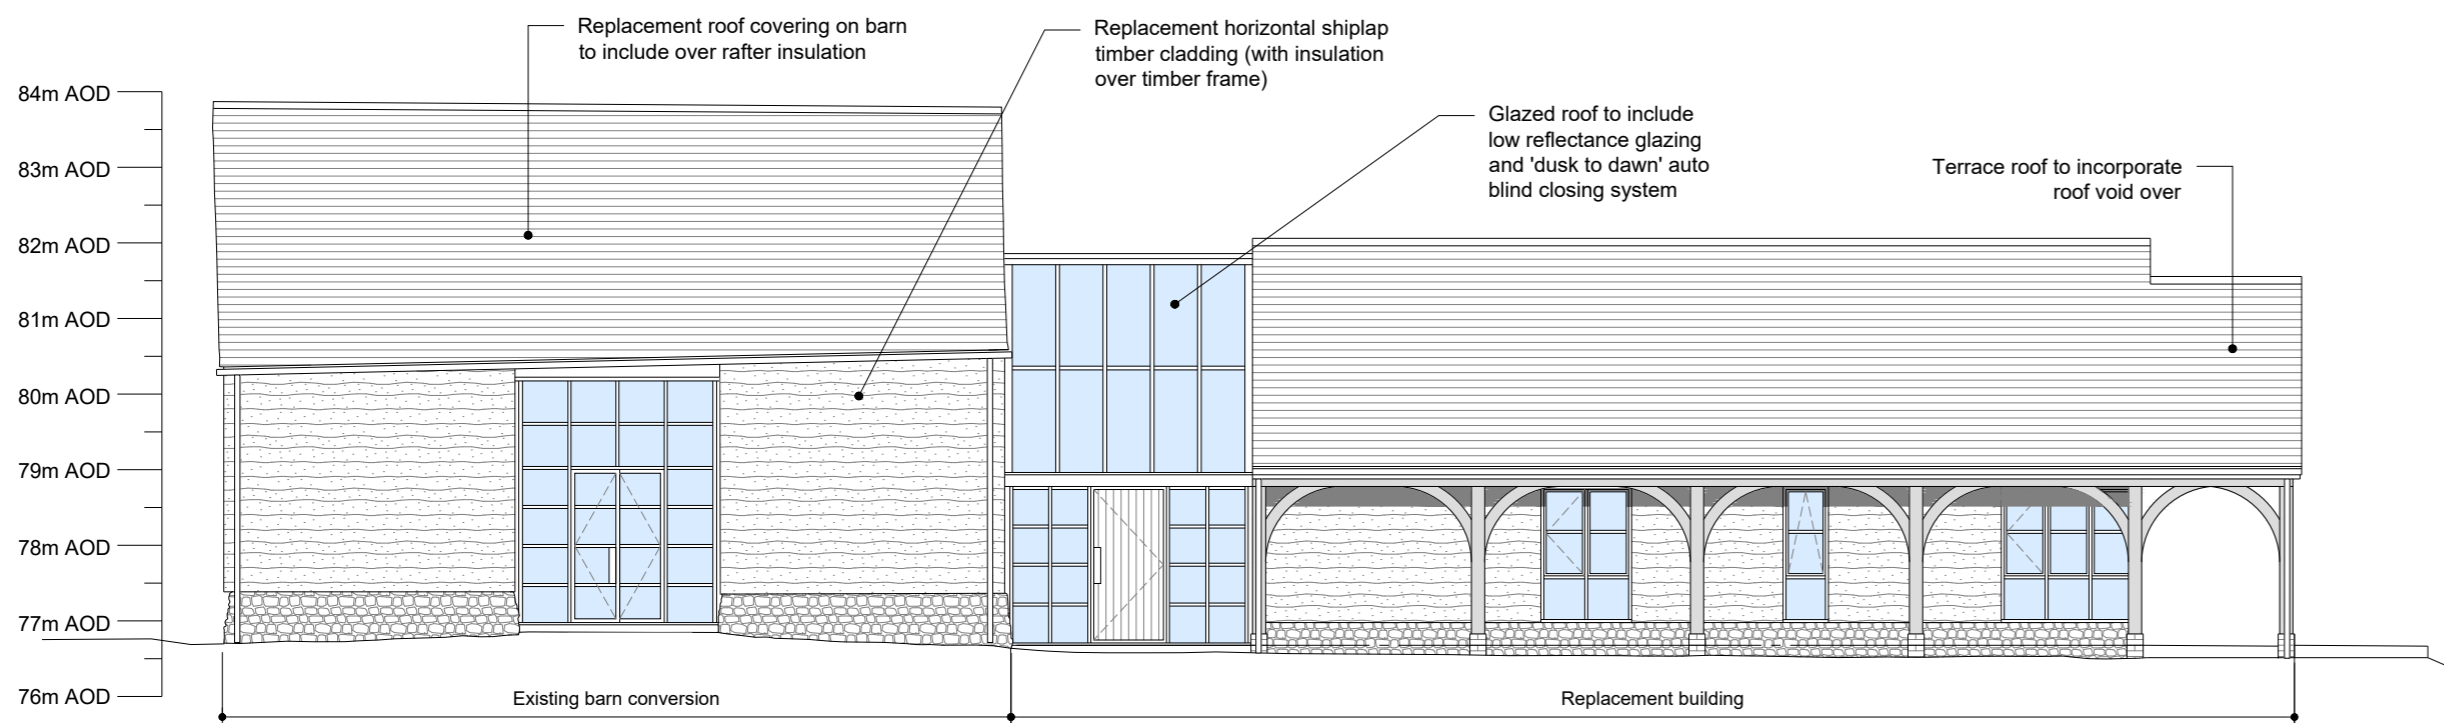 Replacement roof covering on barn
to include over rafter insulation
Replacement horizontal shiplap
timber cladding (with insulation
over timber frame)
Glazed roof to include
low reflectance glazing
and 'dusk to dawn' auto
blind closing system
Terrace roof to incorporate
roof void over
84m AOD
83m AOD
82m AOD
81m AOD
80m AOD
79m AOD
78m AOD
77m AOD
76m AOD
Existing barn conversion
Replacement building